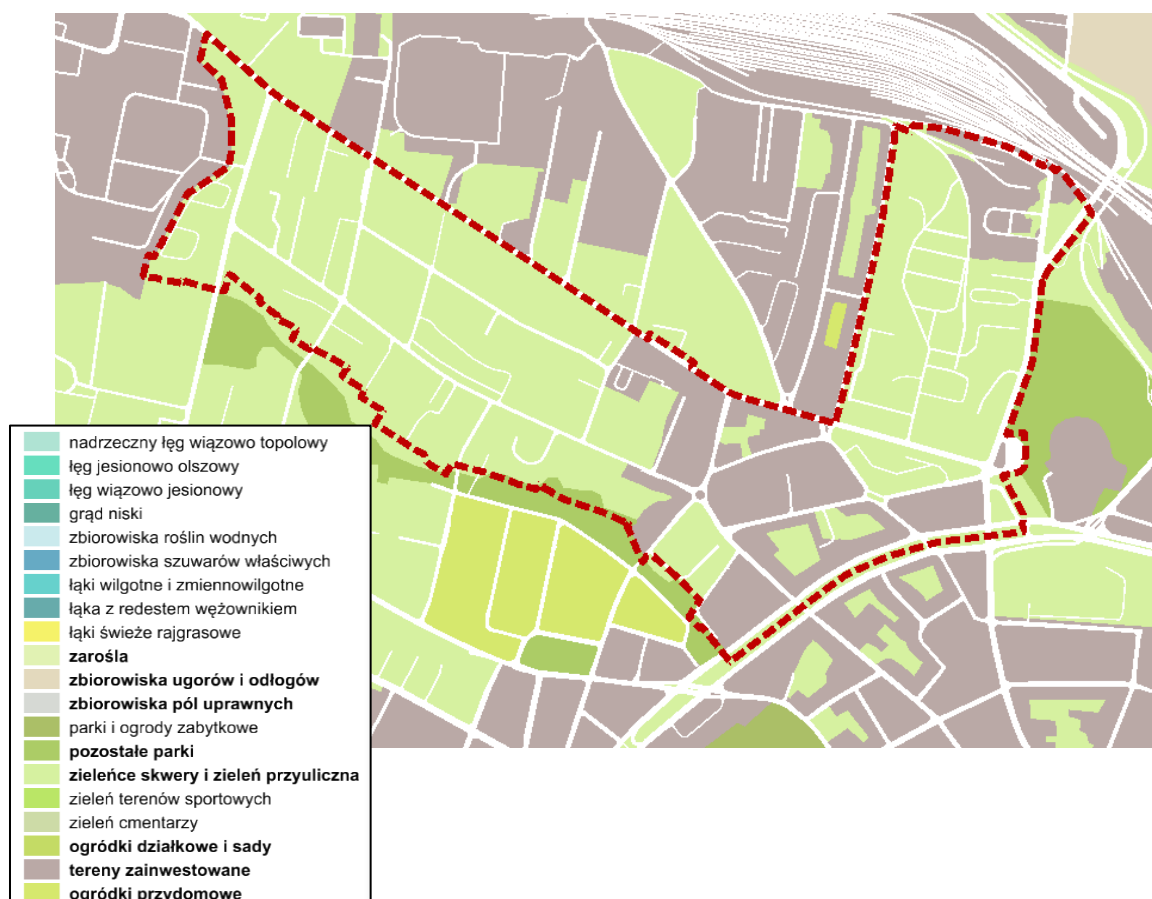 nadrzeczny łęg wiązowo topolowy
łęg jesionowo olszowy
łęg wiązowo jesionowy
grąd niski
zbiorowiska roślin wodnych
zbiorowiska szuwarów właściwych
łąki wilgotne i zmiennowilgotne
łąka z redestem wężownikiem
łąki świeże rajgrasowe
zarośla
zbiorowiska ugorów i odłogów
zbiorowiska pól uprawnych
parki i ogrody zabytkowe
pozostałe parki
zieleńce skwery i zieleń przyuliczna
zieleń terenów sportowych
zieleń cmentarzy
ogródki działkowe i sady
tereny zainwestowane
ogródki przydomowe